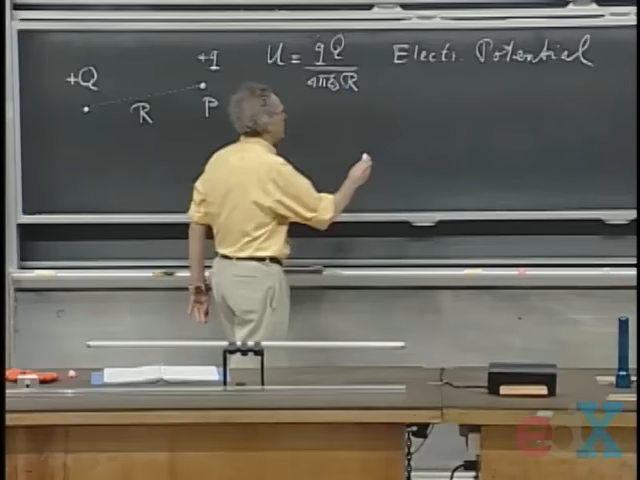 +Q +q U = qQ / 4πε₀R Electr. Potential
R P
edX